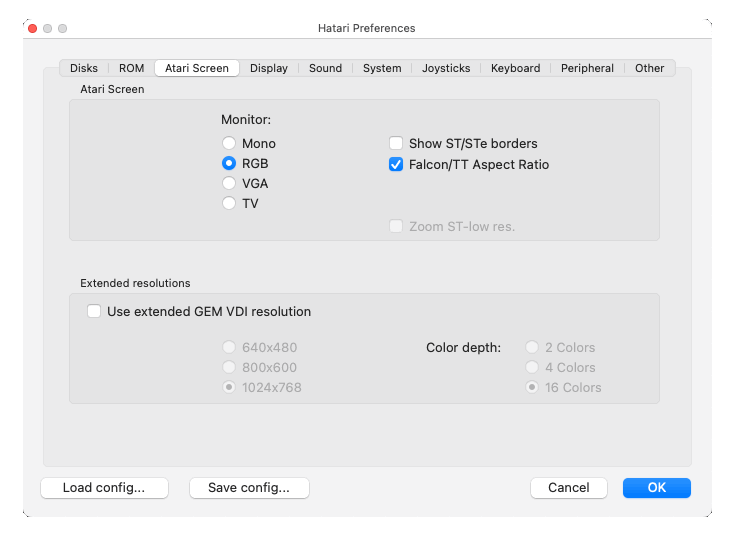 Hatari Preferences
Disks ROM Atari Screen Display Sound System Joysticks Keyboard Peripheral Other
Atari Screen
Monitor:
Mono Show ST/STe borders
RGB Falcon/TT Aspect Ratio
VGA
TV
Zoom ST-low res.
Extended resolutions
Use extended GEM VDI resolution
640x480 Color depth: 2 Colors
800x600 4 Colors
1024x768 16 Colors
Load config... Save config... Cancel OK